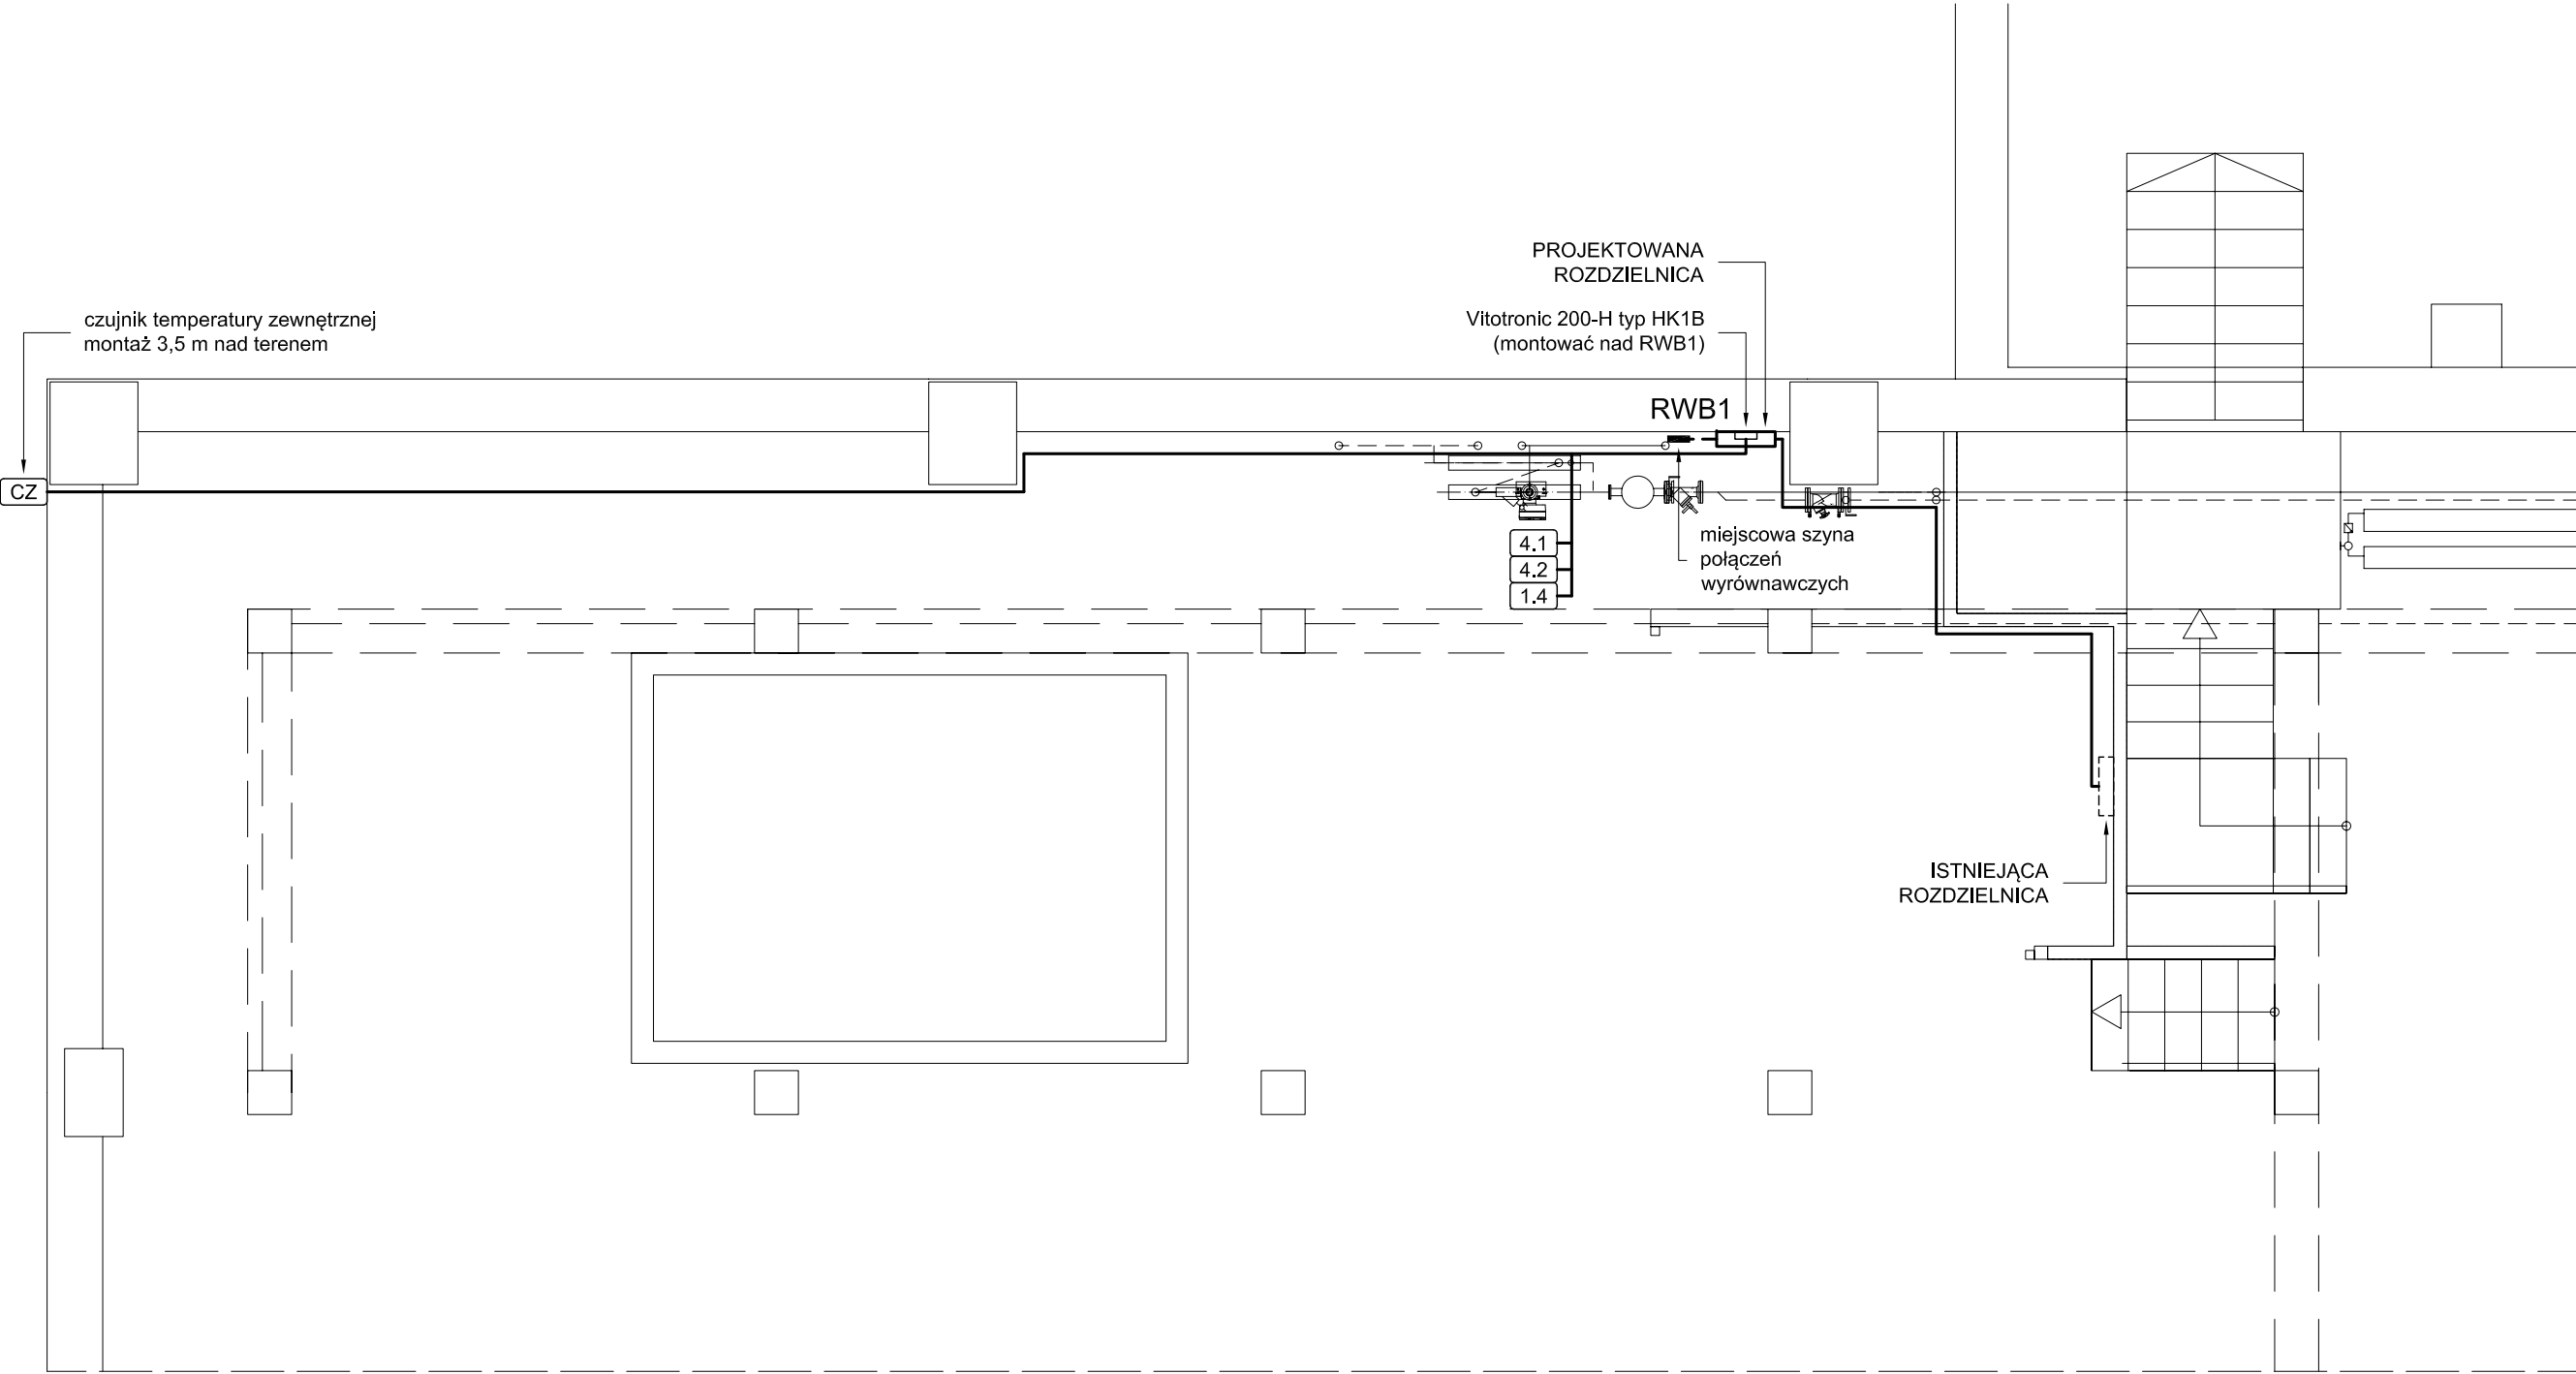 PROJEKTOWANA
ROZDZIELNICA
Vitotronic 200-H typ HK1B
(montować nad RWB1)
czujnik temperatury zewnętrznej
montaż 3,5 m nad terenem
RWB1
CZ
4.1
4.2
1.4
miejscowa szyna
połączeń
wyrównawczych
ISTNIEJĄCA
ROZDZIELNICA